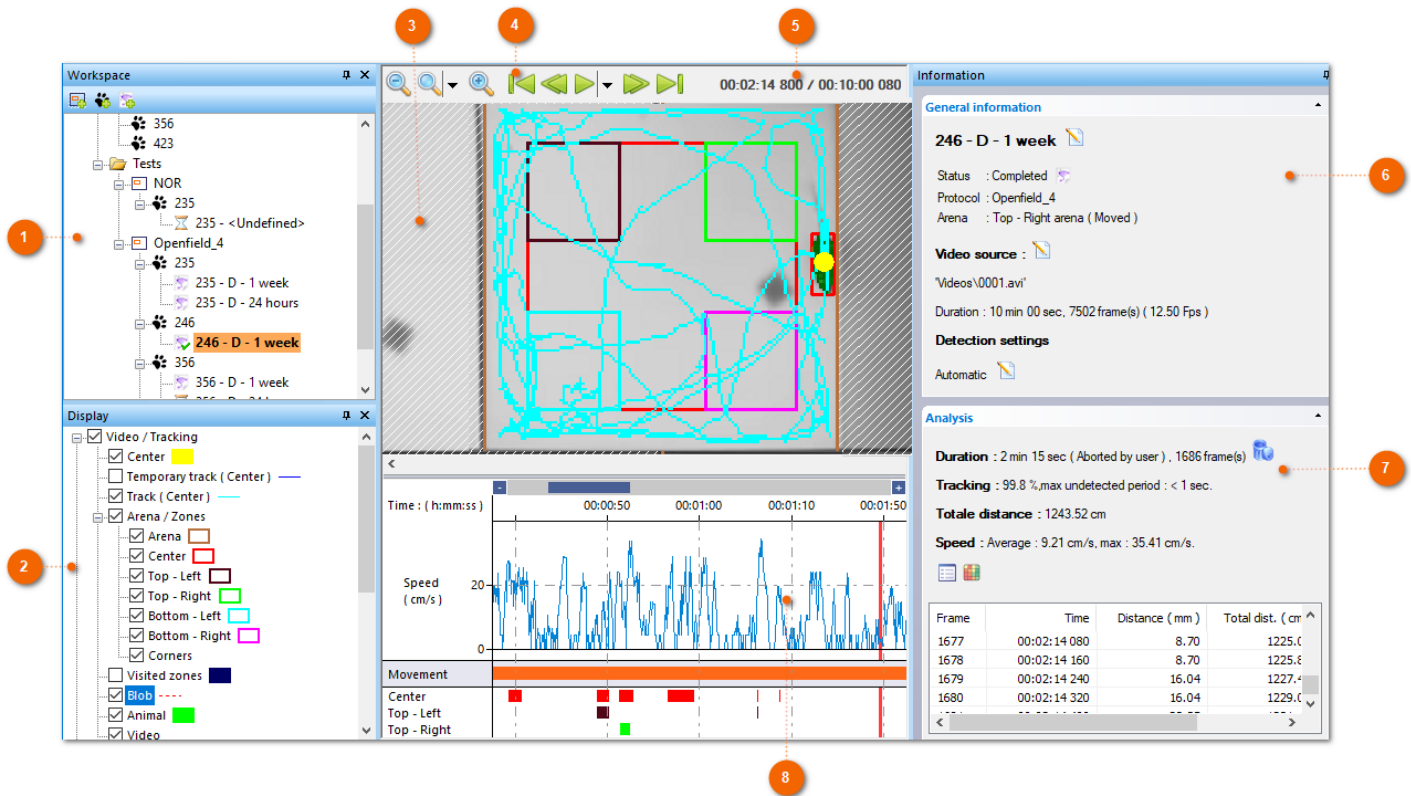 3
4
5
Workspace
356
423
Tests
NOR
235
235 - <Undefined>
Openfield_4
235
235 - D - 1 week
235 - D - 24 hours
246
246 - D - 1 week
356
356 - D - 1 week
1
Display
Video / Tracking
Center
Temporary track ( Center )
Track ( Center )
Arena / Zones
Arena
Center
Top - Left
Top - Right
Bottom - Left
Bottom - Right
Corners
Visited zones
Blob
Animal
Video
2
00:02:14 800 / 00:10:00 080
Time : ( h:mm:ss )
00:00:50
00:01:00
00:01:10
00:01:50
Speed
( cm/s )
20
0
Movement
Center
Top - Left
Top - Right
8
Information
General information
246 - D - 1 week
Status : Completed
Protocol : Openfield_4
Arena : Top - Right arena ( Moved )
Video source :
'Videos\0001.avi'
Duration : 10 min 00 sec, 7502 frame(s) ( 12.50 Fps )
Detection settings
Automatic
6
Analysis
Duration : 2 min 15 sec ( Aborted by user ) , 1686 frame(s)
Tracking : 99.8 %,max undetected period : < 1 sec.
Totale distance : 1243.52 cm
Speed : Average : 9.21 cm/s, max : 35.41 cm/s.
7
Frame Time Distance ( mm ) Total dist. ( cm
1677 00:02:14 080 8.70 1225.0
1678 00:02:14 160 8.70 1225.8
1679 00:02:14 240 16.04 1227.4
1680 00:02:14 320 16.04 1229.0